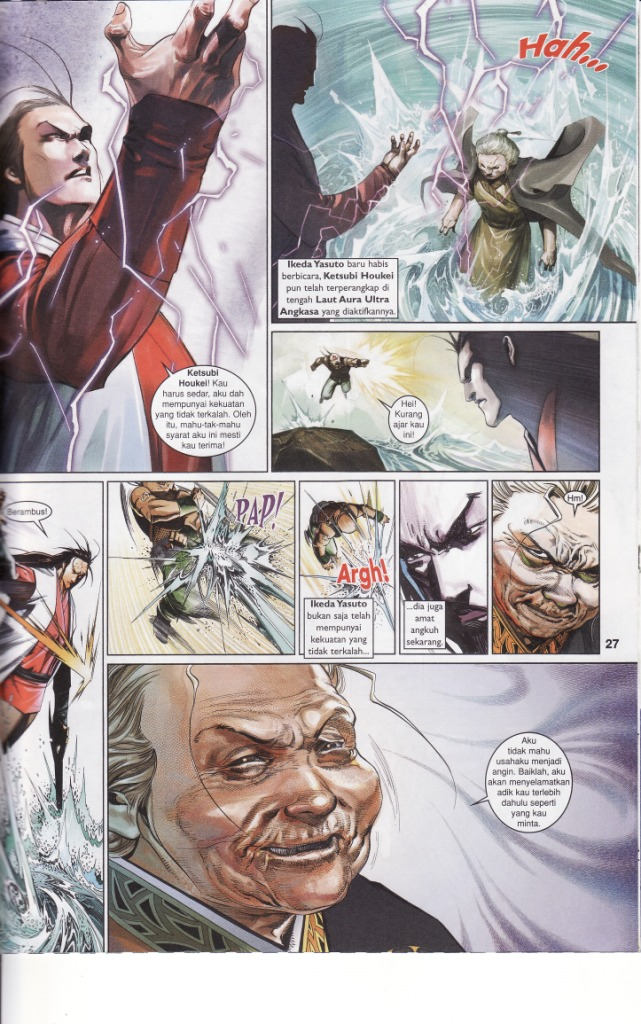 Ketsubi
Houkei! Kau
harus sedar, aku dah
mempunyai kekuatan
yang tidak terkalah. Oleh
itu, mahu-tak-mahu
syarat aku ini mesti
kau terima!
Hah...
Ikeda Yasuto baru habis
berbicara, Ketsubi Houkei
pun telah terperangkap di
tengah Laut Aura Ultra
Angkasa yang diaktifkannya.
Hei!
Kurang
ajar kau
ini!
Berambus!
PAP!
Argh!
Ikeda Yasuto
bukan saja telah
mempunyai
kekuatan yang
tidak terkalah...
...dia juga
amat
angkuh
sekarang.
Hm!
27
Aku
tidak mahu
usahaku menjadi
angin. Baiklah, aku
akan menyelamatkan
adik kau terlebih
dahulu seperti
yang kau
minta.